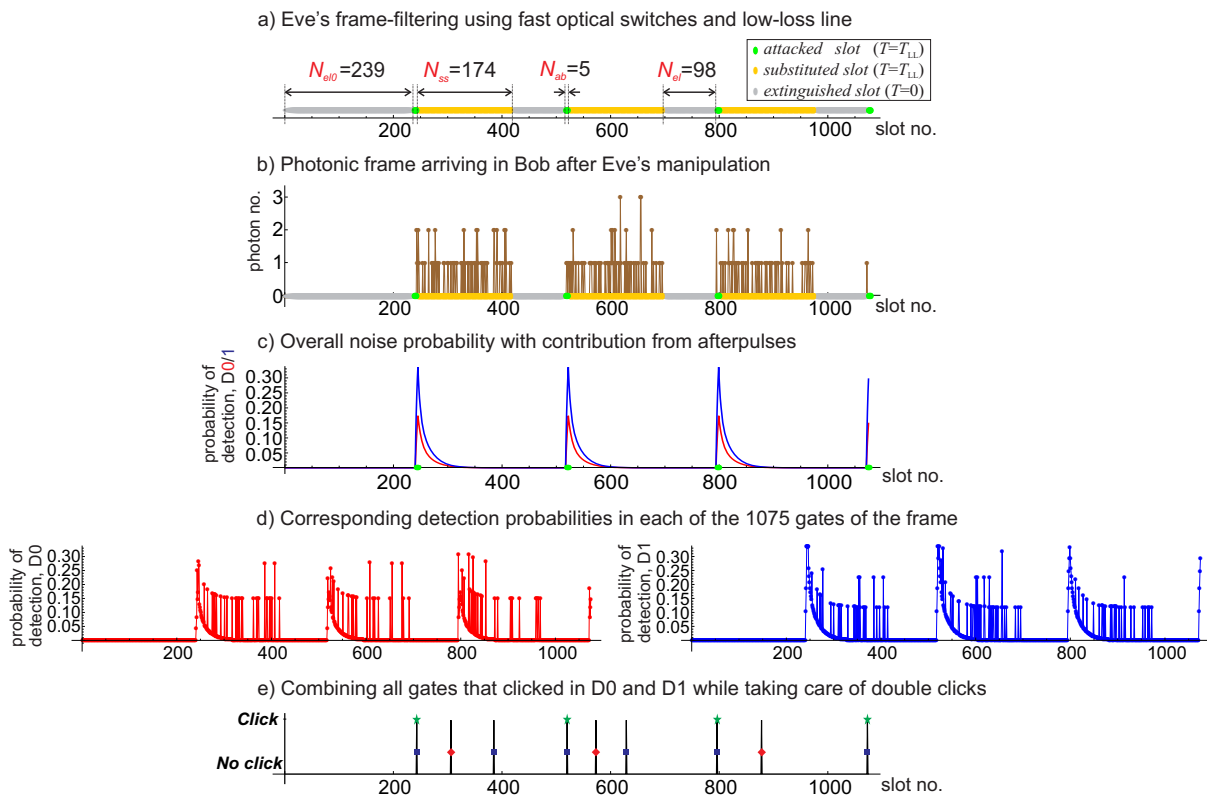 a) Eve's frame-filtering using fast optical switches and low-loss line
attacked slot (T=T_LL)
substituted slot (T=T_LL)
extinguished slot (T=0)
N_el0=239 N_ss=174 N_ab=5 N_el=98
200 400 600 800 1000
slot no.
b) Photonic frame arriving in Bob after Eve's manipulation
photon no.
3
2
1
0
200 400 600 800 1000
slot no.
c) Overall noise probability with contribution from afterpulses
probability of
detection, D0/1
0.30
0.25
0.20
0.15
0.10
0.05
200 400 600 800 1000
slot no.
d) Corresponding detection probabilities in each of the 1075 gates of the frame
probability of
detection, D0
0.30
0.25
0.20
0.15
0.10
0.05
200 400 600 800 1000
probability of
detection, D1
0.30
0.25
0.20
0.15
0.10
0.05
200 400 600 800 1000
e) Combining all gates that clicked in D0 and D1 while taking care of double clicks
Click
No click
200 400 600 800 1000
slot no.